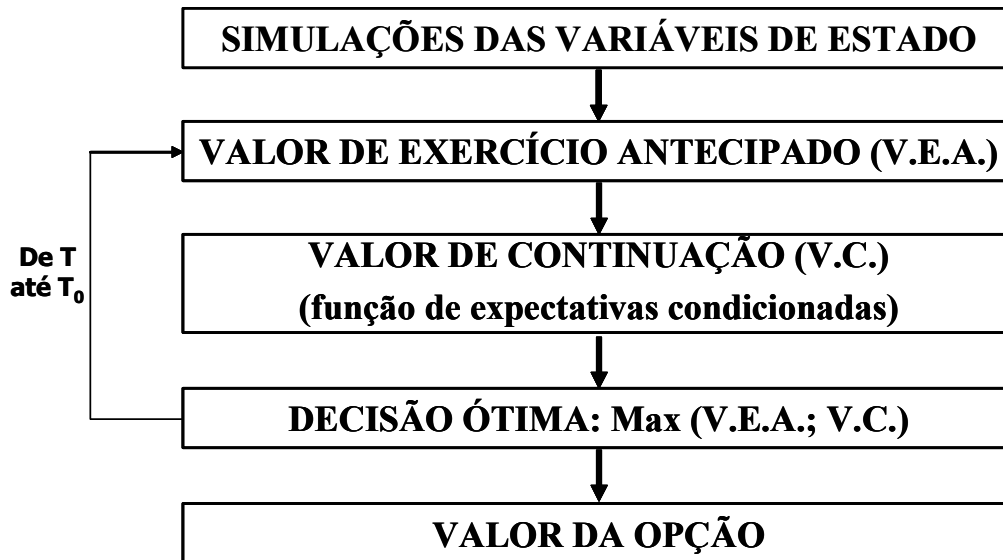 SIMULAÇÕES DAS VARIÁVEIS DE ESTADO
VALOR DE EXERCÍCIO ANTECIPADO (V.E.A.)
De T
até T₀
VALOR DE CONTINUAÇÃO (V.C.)
(função de expectativas condicionadas)
DECISÃO ÓTIMA: Max (V.E.A.; V.C.)
VALOR DA OPÇÃO